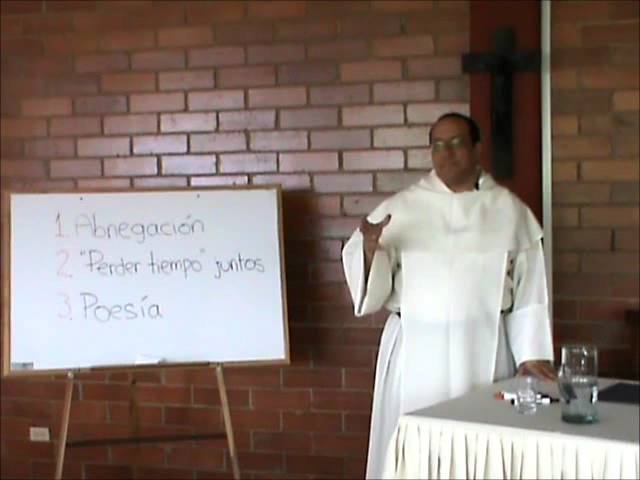 1. Abnegación
2. "Perder tiempo" juntos
3. Poesía